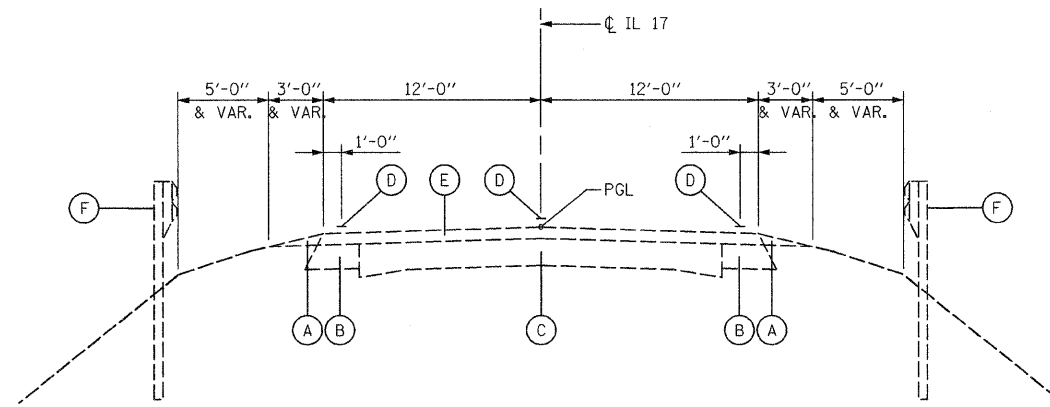 ℄ IL 17
5'-0" 3'-0" 12'-0" 12'-0" 3'-0" 5'-0"
& VAR. & VAR. & VAR. & VAR.
1'-0" 1'-0"
D E D D
PGL
F F
A B C B A